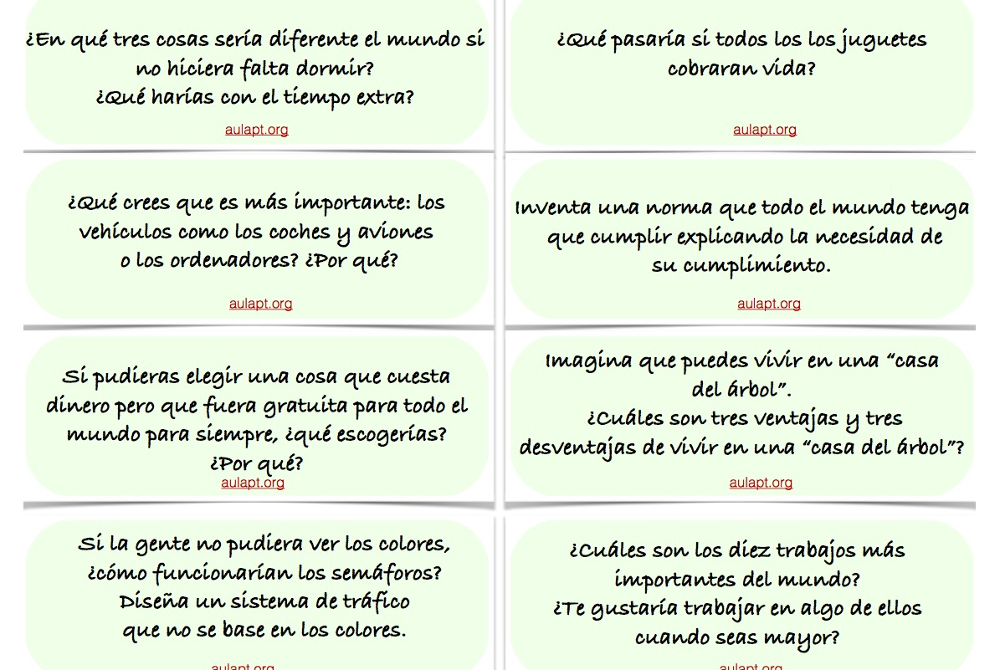 ¿En qué tres cosas sería diferente el mundo si
no hiciera falta dormir?
¿Qué harías con el tiempo extra?
aulapt.org
¿Qué pasaría si todos los los juguetes
cobraran vida?
aulapt.org
¿Qué crees que es más importante: los
vehículos como los coches y aviones
o los ordenadores? ¿Por qué?
aulapt.org
Inventa una norma que todo el mundo tenga
que cumplir explicando la necesidad de
su cumplimiento.
aulapt.org
Si pudieras elegir una cosa que cuesta
dinero pero que fuera gratuita para todo el
mundo para siempre, ¿qué escogerías?
¿Por qué?
aulapt.org
Imagina que puedes vivir en una “casa
del árbol”.
¿Cuáles son tres ventajas y tres
desventajas de vivir en una “casa del árbol”?
aulapt.org
Si la gente no pudiera ver los colores,
¿cómo funcionarían los semáforos?
Diseña un sistema de tráfico
que no se base en los colores.
aulapt.org
¿Cuáles son los diez trabajos más
importantes del mundo?
¿Te gustaría trabajar en algo de ellos
cuando seas mayor?
aulapt.org